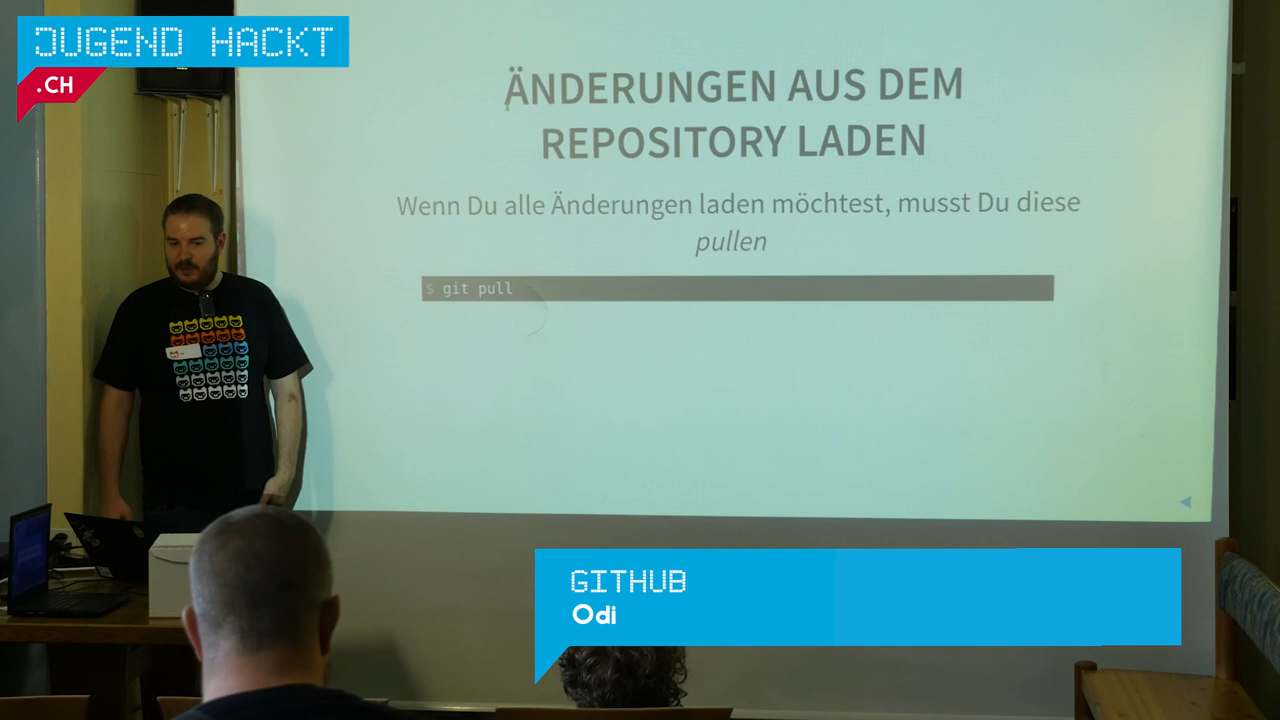 JUGEND HACKT
.CH
ÄNDERUNGEN AUS DEM
REPOSITORY LADEN
Wenn Du alle Änderungen laden möchtest, musst Du diese
pullen
$ git pull
GITHUB
Odi